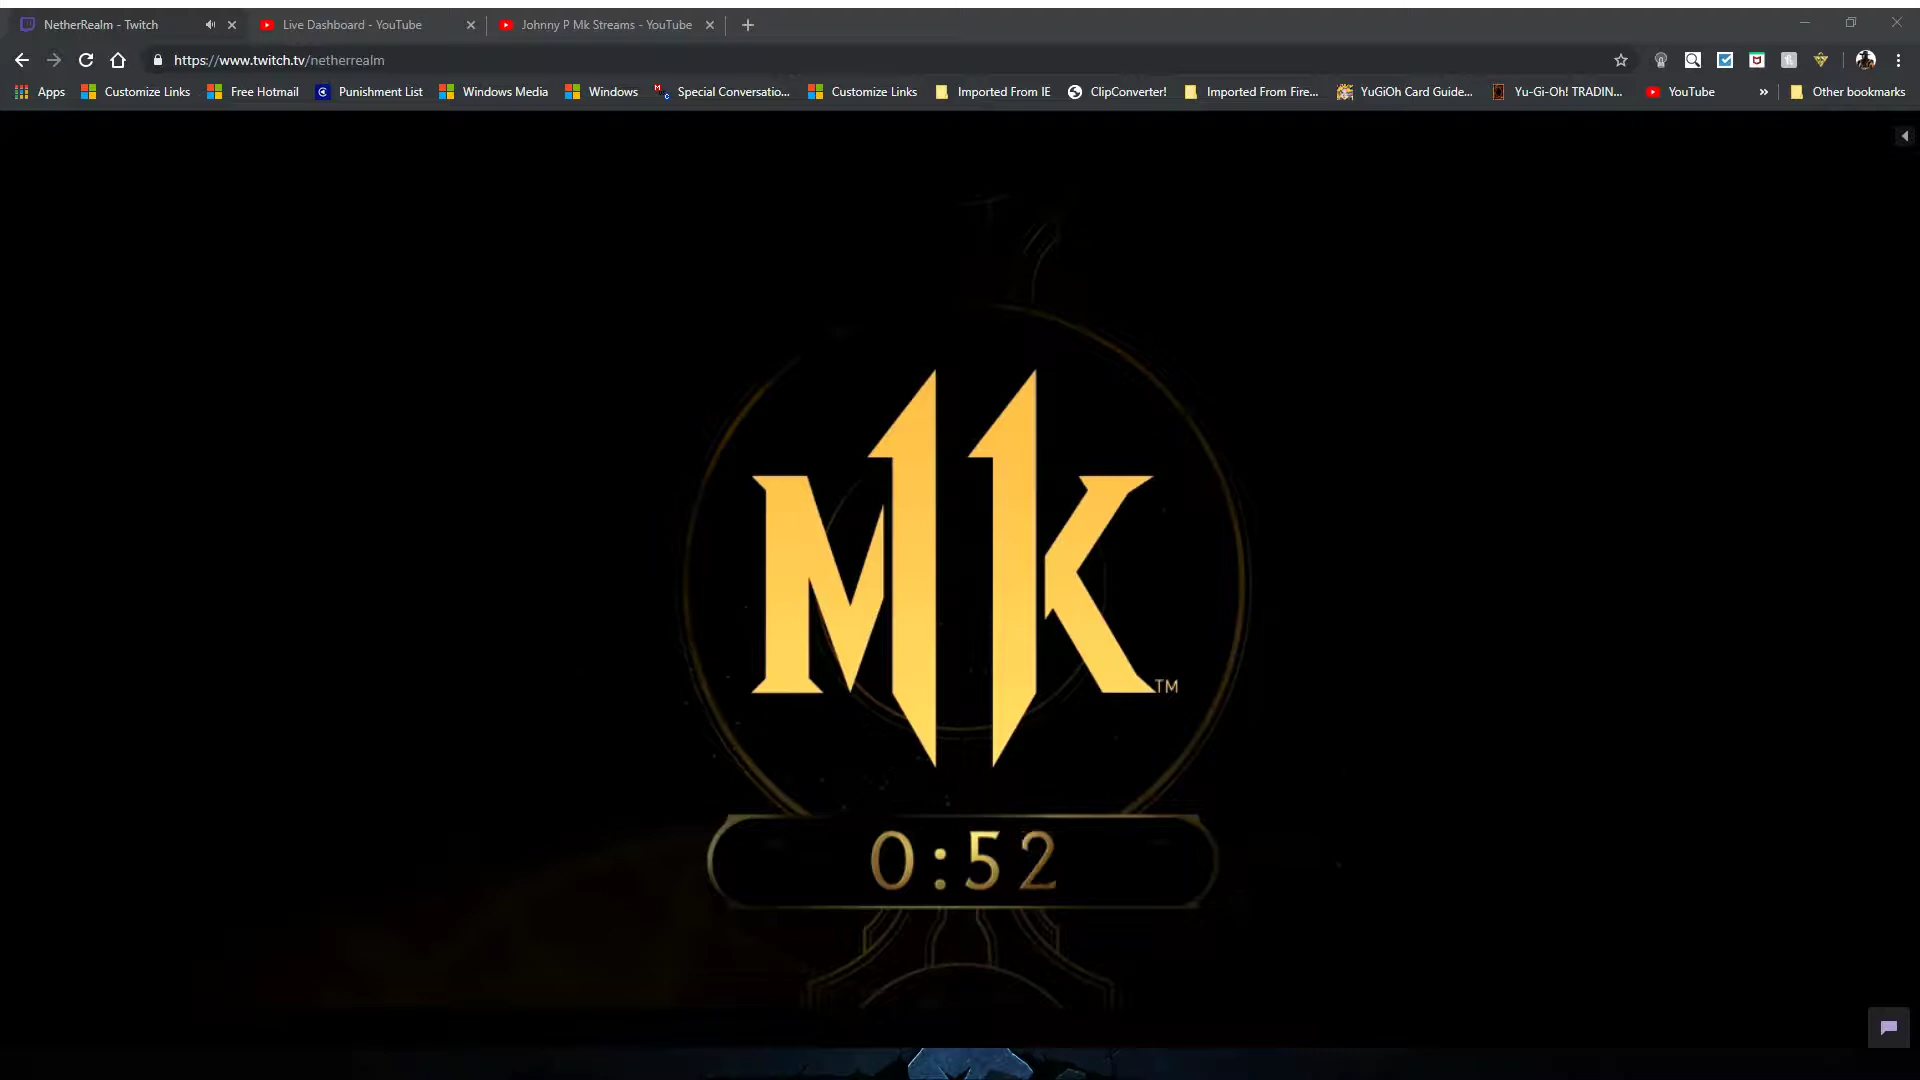 NetherRealm - Twitch
Live Dashboard - YouTube
Johnny P Mk Streams - YouTube
https://www.twitch.tv/netherrealm
Apps
Customize Links
Free Hotmail
Punishment List
Windows Media
Windows
Special Conversatio...
Customize Links
Imported From IE
ClipConverter!
Imported From Fire...
YuGiOh Card Guide...
Yu-Gi-Oh! TRADIN...
YouTube
»
Other bookmarks
M11K™
0:52